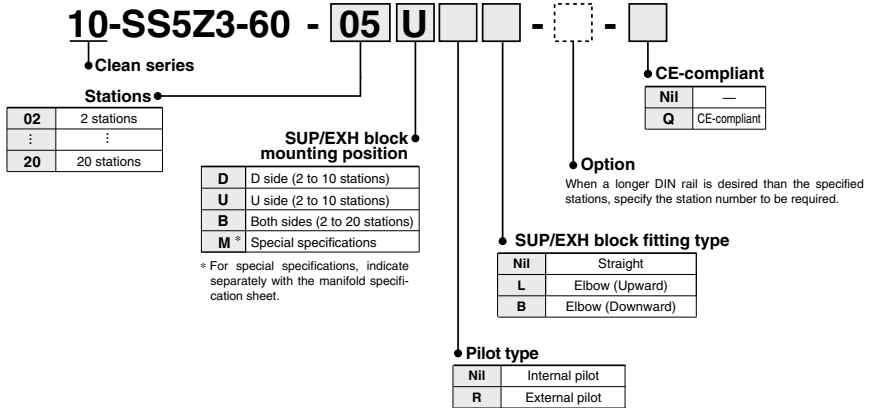 10-SS5Z3-60 - 05 U - -
Clean series
Stations
02 2 stations
⋮ ⋮
20 20 stations
SUP/EXH block
mounting position
D D side (2 to 10 stations)
U U side (2 to 10 stations)
B Both sides (2 to 20 stations)
M * Special specifications
* For special specifications, indicate
separately with the manifold specifi-
cation sheet.
CE-compliant
Nil —
Q CE-compliant
Option
When a longer DIN rail is desired than the specified
stations, specify the station number to be required.
SUP/EXH block fitting type
Nil Straight
L Elbow (Upward)
B Elbow (Downward)
Pilot type
Nil Internal pilot
R External pilot